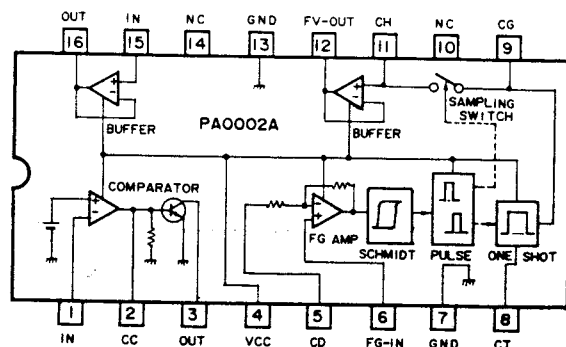 OUT IN NC GND FV-OUT CH NC CG
16 15 14 13 12 11 10 9
SAMPLING
SWITCH
BUFFER PA0002A BUFFER
COMPARATOR
FG AMP
SCHMIDT PULSE ONE SHOT
1 2 3 4 5 6 7 8
IN CC OUT VCC CD FG-IN GND CT